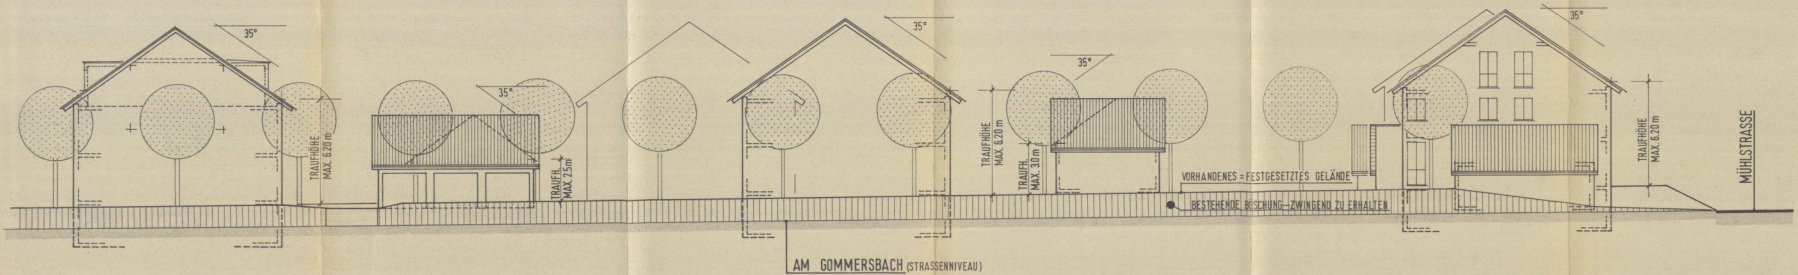 35°
TRAUFHÖHE
MAX. 6.20 m
35°
TRAUFH.
MAX. 2.5m
35°
TRAUFHÖHE
MAX. 6.20 m
TRAUFH.
MAX. 3.0 m
35°
VORHANDENES = FESTGESETZTES GELÄNDE
BESTEHENDE BÖSCHUNG - ZWINGEND ZU ERHALTEN
35°
TRAUFHÖHE
MAX. 6.20 m
MÜHLSTRASSE
AM GOMMERSBACH (STRASSENNIVEAU)